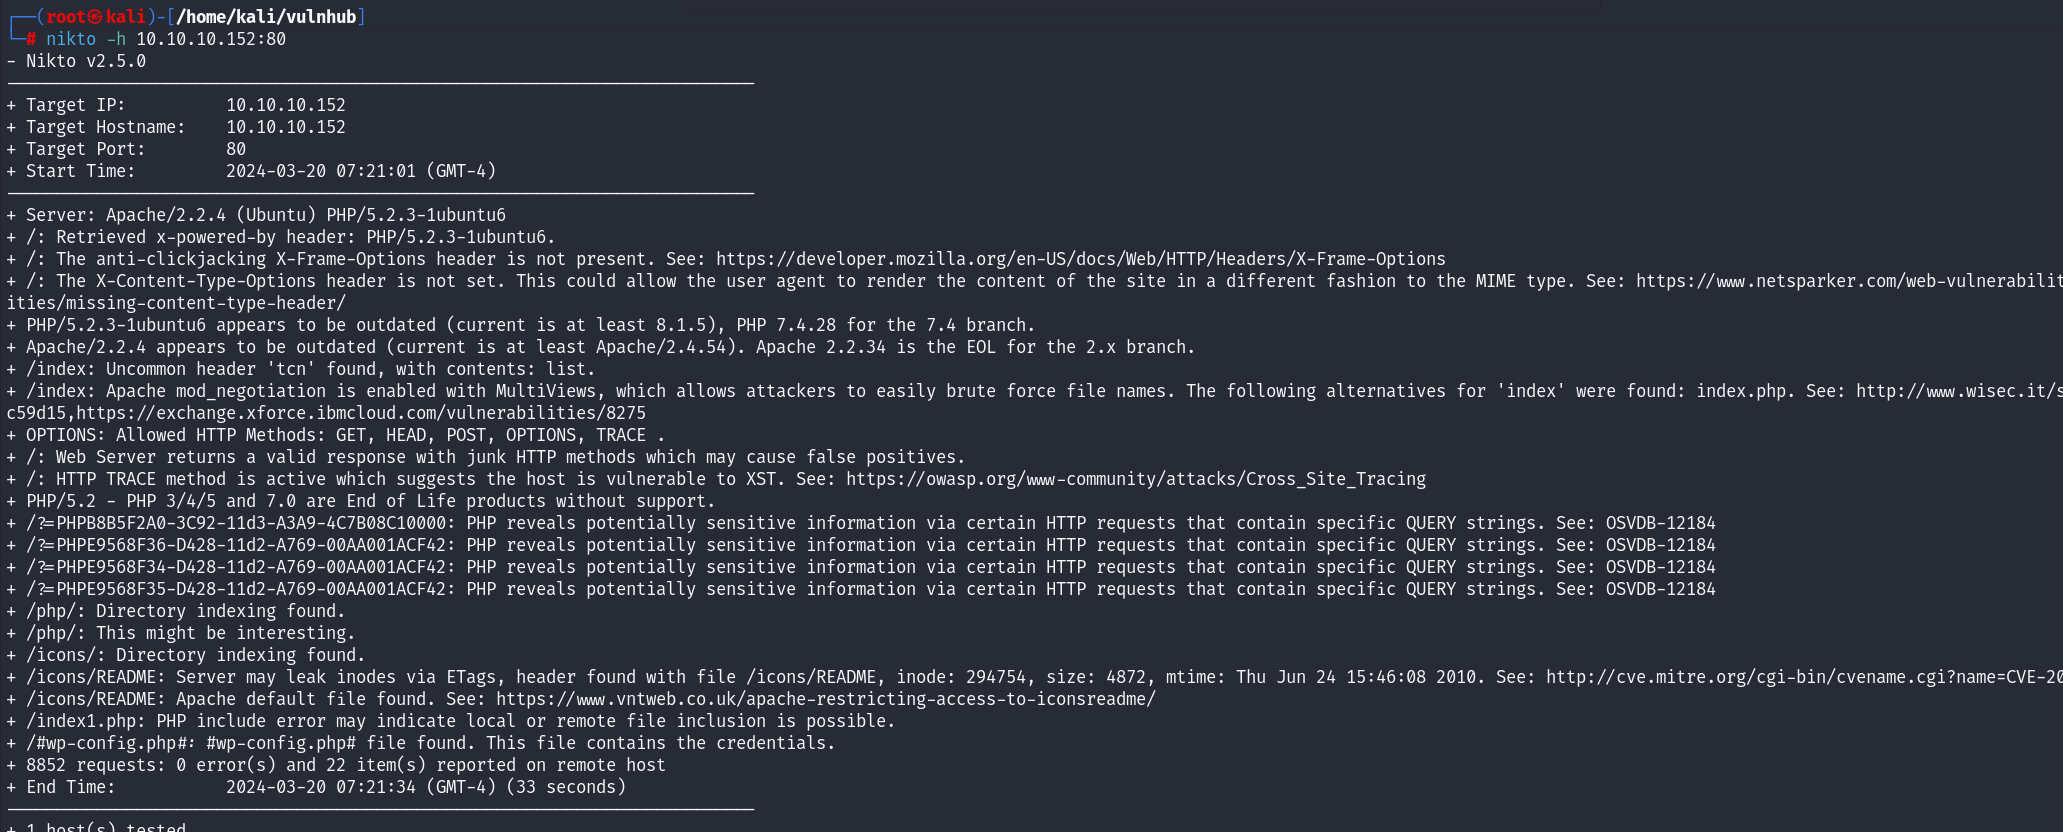 ┌──(root㉿kali)-[/home/kali/vulnhub]
└─# nikto -h 10.10.10.152:80
- Nikto v2.5.0
---------------------------------------------------------------------------
+ Target IP:          10.10.10.152
+ Target Hostname:    10.10.10.152
+ Target Port:        80
+ Start Time:         2024-03-20 07:21:01 (GMT-4)
---------------------------------------------------------------------------
+ Server: Apache/2.2.4 (Ubuntu) PHP/5.2.3-1ubuntu6
+ /: Retrieved x-powered-by header: PHP/5.2.3-1ubuntu6.
+ /: The anti-clickjacking X-Frame-Options header is not present. See: https://developer.mozilla.org/en-US/docs/Web/HTTP/Headers/X-Frame-Options
+ /: The X-Content-Type-Options header is not set. This could allow the user agent to render the content of the site in a different fashion to the MIME type. See: https://www.netsparker.com/web-vulnerabilit
ities/missing-content-type-header/
+ PHP/5.2.3-1ubuntu6 appears to be outdated (current is at least 8.1.5), PHP 7.4.28 for the 7.4 branch.
+ Apache/2.2.4 appears to be outdated (current is at least Apache/2.4.54). Apache 2.2.34 is the EOL for the 2.x branch.
+ /index: Uncommon header 'tcn' found, with contents: list.
+ /index: Apache mod_negotiation is enabled with MultiViews, which allows attackers to easily brute force file names. The following alternatives for 'index' were found: index.php. See: http://www.wisec.it/s
c59d15,https://exchange.xforce.ibmcloud.com/vulnerabilities/8275
+ OPTIONS: Allowed HTTP Methods: GET, HEAD, POST, OPTIONS, TRACE .
+ /: Web Server returns a valid response with junk HTTP methods which may cause false positives.
+ /: HTTP TRACE method is active which suggests the host is vulnerable to XST. See: https://owasp.org/www-community/attacks/Cross_Site_Tracing
+ PHP/5.2 - PHP 3/4/5 and 7.0 are End of Life products without support.
+ /?=PHPB8B5F2A0-3C92-11d3-A3A9-4C7B08C10000: PHP reveals potentially sensitive information via certain HTTP requests that contain specific QUERY strings. See: OSVDB-12184
+ /?=PHPE9568F36-D428-11d2-A769-00AA001ACF42: PHP reveals potentially sensitive information via certain HTTP requests that contain specific QUERY strings. See: OSVDB-12184
+ /?=PHPE9568F34-D428-11d2-A769-00AA001ACF42: PHP reveals potentially sensitive information via certain HTTP requests that contain specific QUERY strings. See: OSVDB-12184
+ /?=PHPE9568F35-D428-11d2-A769-00AA001ACF42: PHP reveals potentially sensitive information via certain HTTP requests that contain specific QUERY strings. See: OSVDB-12184
+ /php/: Directory indexing found.
+ /php/: This might be interesting.
+ /icons/: Directory indexing found.
+ /icons/README: Server may leak inodes via ETags, header found with file /icons/README, inode: 294754, size: 4872, mtime: Thu Jun 24 15:46:08 2010. See: http://cve.mitre.org/cgi-bin/cvename.cgi?name=CVE-20
+ /icons/README: Apache default file found. See: https://www.vntweb.co.uk/apache-restricting-access-to-iconsreadme/
+ /index1.php: PHP include error may indicate local or remote file inclusion is possible.
+ /#wp-config.php#: #wp-config.php# file found. This file contains the credentials.
+ 8852 requests: 0 error(s) and 22 item(s) reported on remote host
+ End Time:           2024-03-20 07:21:34 (GMT-4) (33 seconds)
---------------------------------------------------------------------------
+ 1 host(s) tested